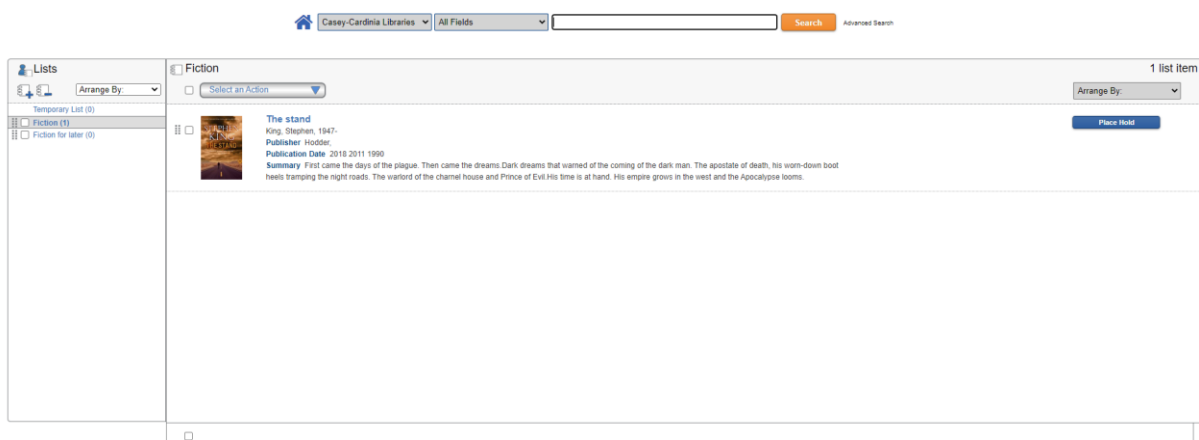 Casey-Cardinia Libraries All Fields Search Advanced Search
Lists
Arrange By:
Temporary List (0)
Fiction (1)
Fiction for later (0)
Fiction 1 list item
Select an Action Arrange By:
The stand
King, Stephen, 1947-
Publisher Hodder,
Publication Date 2018 2011 1990
Summary First came the days of the plague. Then came the dreams.Dark dreams that warned of the coming of the dark man. The apostate of death, his worn-down boot
heels tramping the night roads. The warlord of the charnel house and Prince of Evil.His time is at hand. His empire grows in the west and the Apocalypse looms.
Place Hold
THE STAND